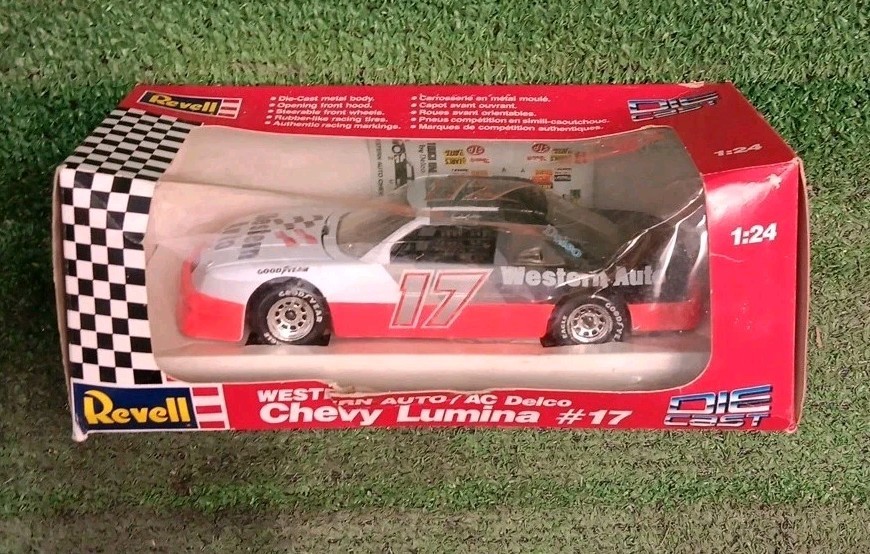 Revell
• Die-Cast metal body.
• Opening front hood.
• Steerable front wheels.
• Rubber-like racing tires.
• Authentic racing markings.
• Carrosserie en métal moulé.
• Capot avant ouvrant.
• Roues avant orientables.
• Pneus compétition en simili-caoutchouc.
• Marques de compétition authentiques.
DIE
CAST
1:24
1:24
GOODYEAR
GOODYEAR
17
Western Auto
GOODYEAR
Revell
WESTERN AUTO / AC Delco
Chevy Lumina #17
DIE
CAST